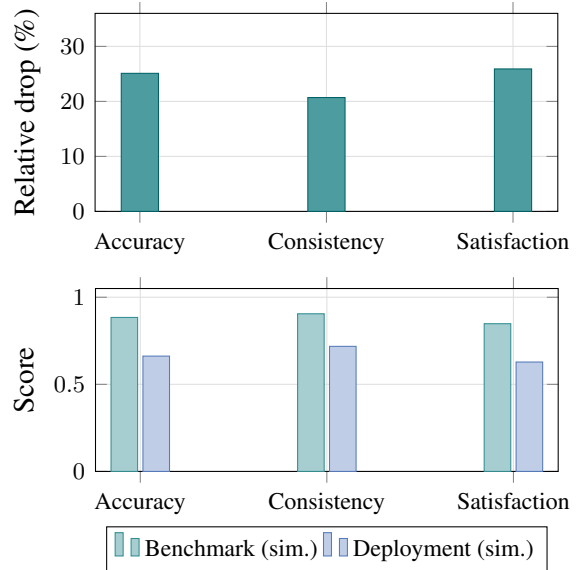 Relative drop (%)
30
20
10
0
Accuracy Consistency Satisfaction
Score
1
0.5
0
Accuracy Consistency Satisfaction
Benchmark (sim.) Deployment (sim.)